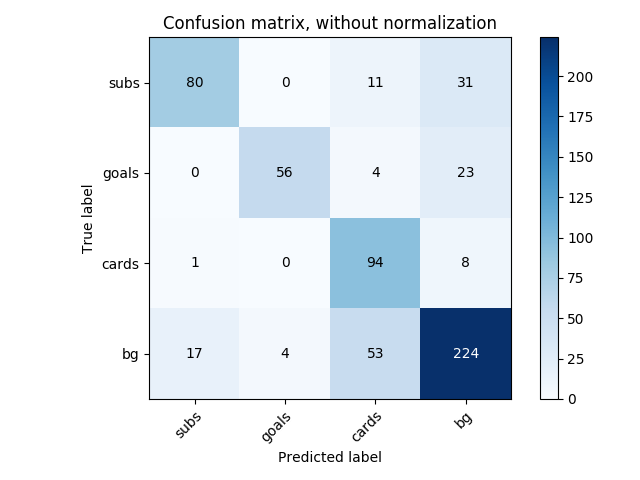 Confusion matrix, without normalization
True label
subs 80 0 11 31
goals 0 56 4 23
cards 1 0 94 8
bg 17 4 53 224
subs goals cards bg
Predicted label
200
175
150
125
100
75
50
25
0